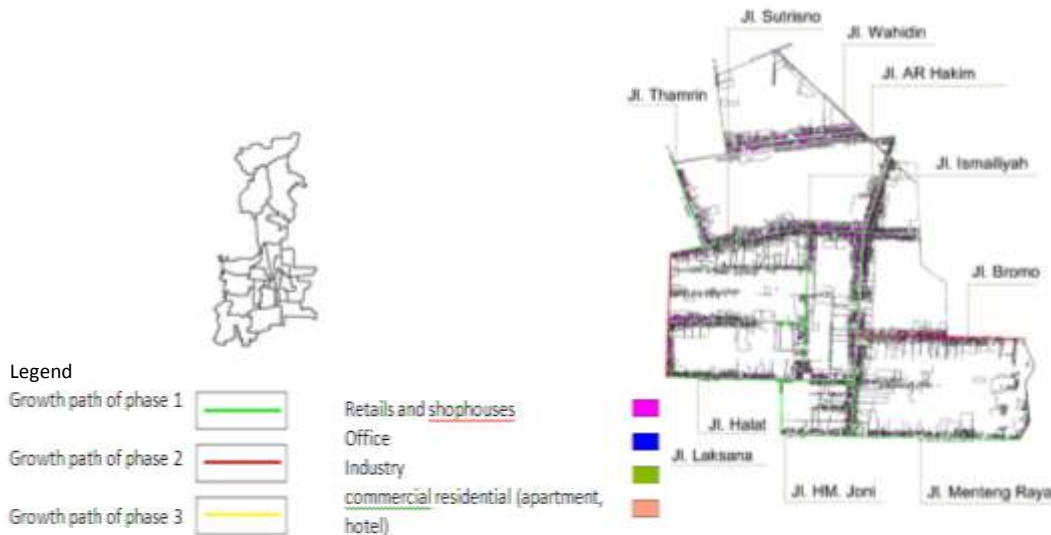 Jl. Sutrisno
Jl. Wahidin
Jl. AR Hakim
Jl. Thamrin
Jl. Ismailiyah
Jl. Bromo
Legend
Growth path of phase 1
Growth path of phase 2
Growth path of phase 3
Retails and shophouses
Office
Industry
commercial residential (apartment,
hotel)
Jl. Halat
Jl. Laksana
Jl. HM. Joni
Jl. Menteng Raya